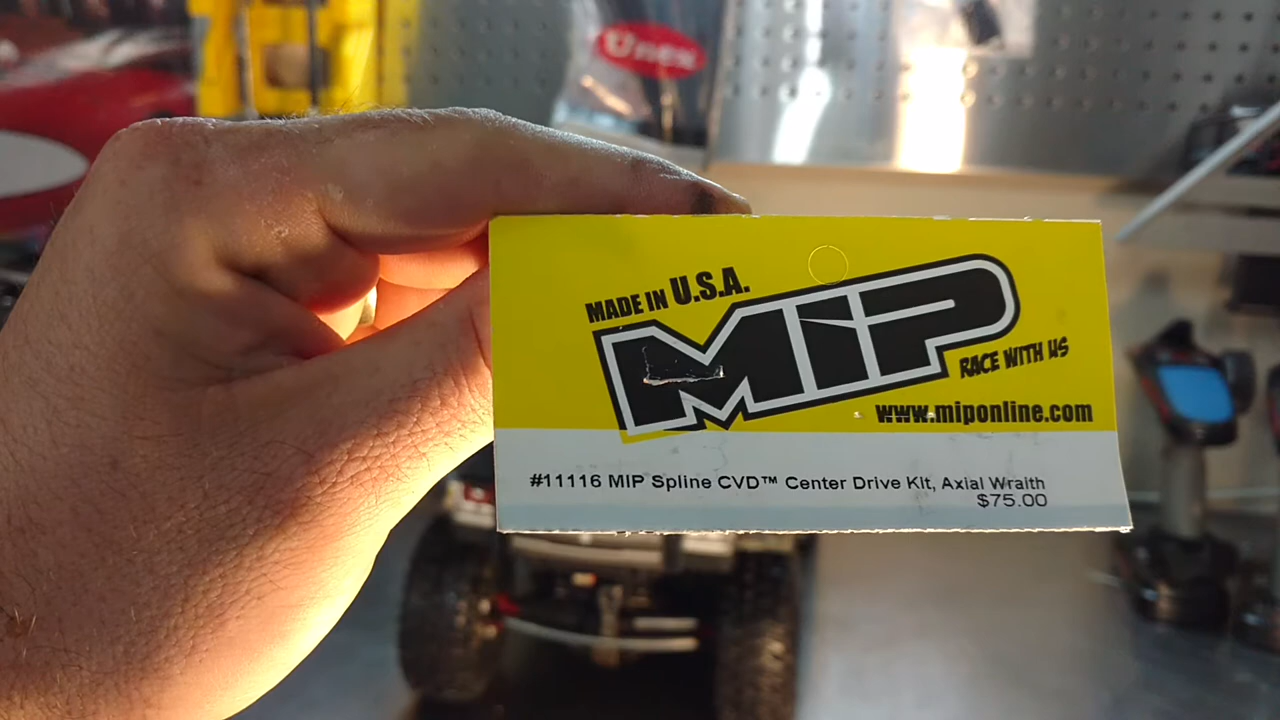 Unex
MADE IN U.S.A.
MIP
RACE WITH US
www.miponline.com
#11116 MIP Spline CVD™ Center Drive Kit, Axial Wraith
$75.00